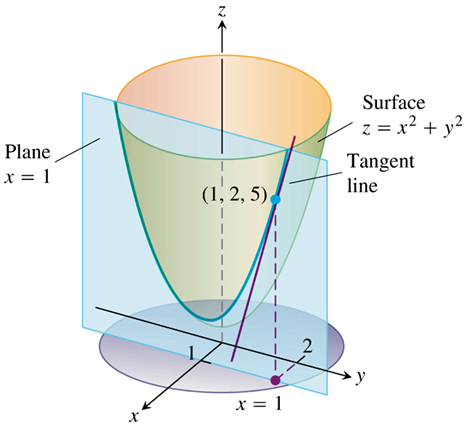 z
Surface
z = x² + y²
Plane
x = 1
Tangent
line
(1, 2, 5)
1
2
y
x = 1
x